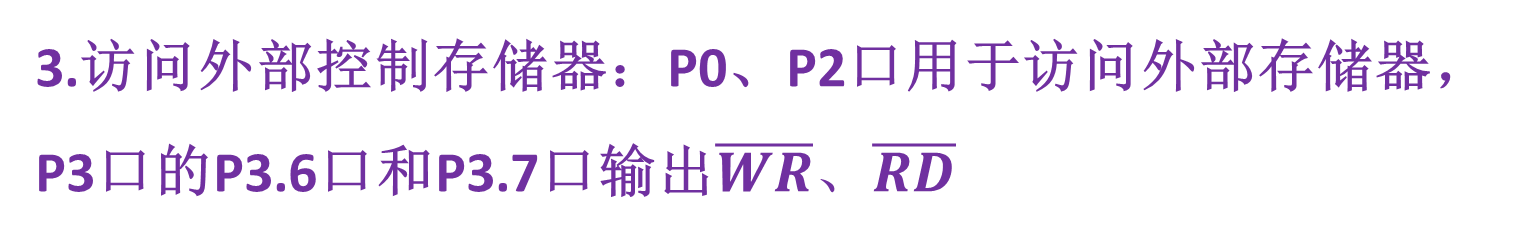 3.访问外部控制存储器：P0、P2口用于访问外部存储器，
P3口的P3.6口和P3.7口输出W̅R̅、R̅D̅